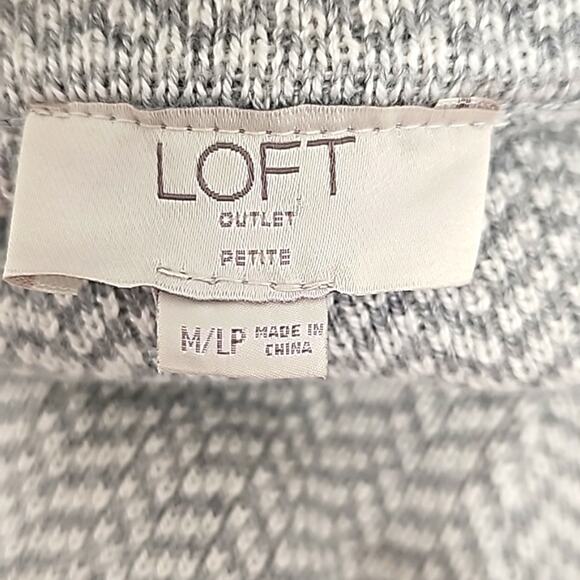 LOFT
OUTLET
PETITE
M/LP MADE IN
CHINA